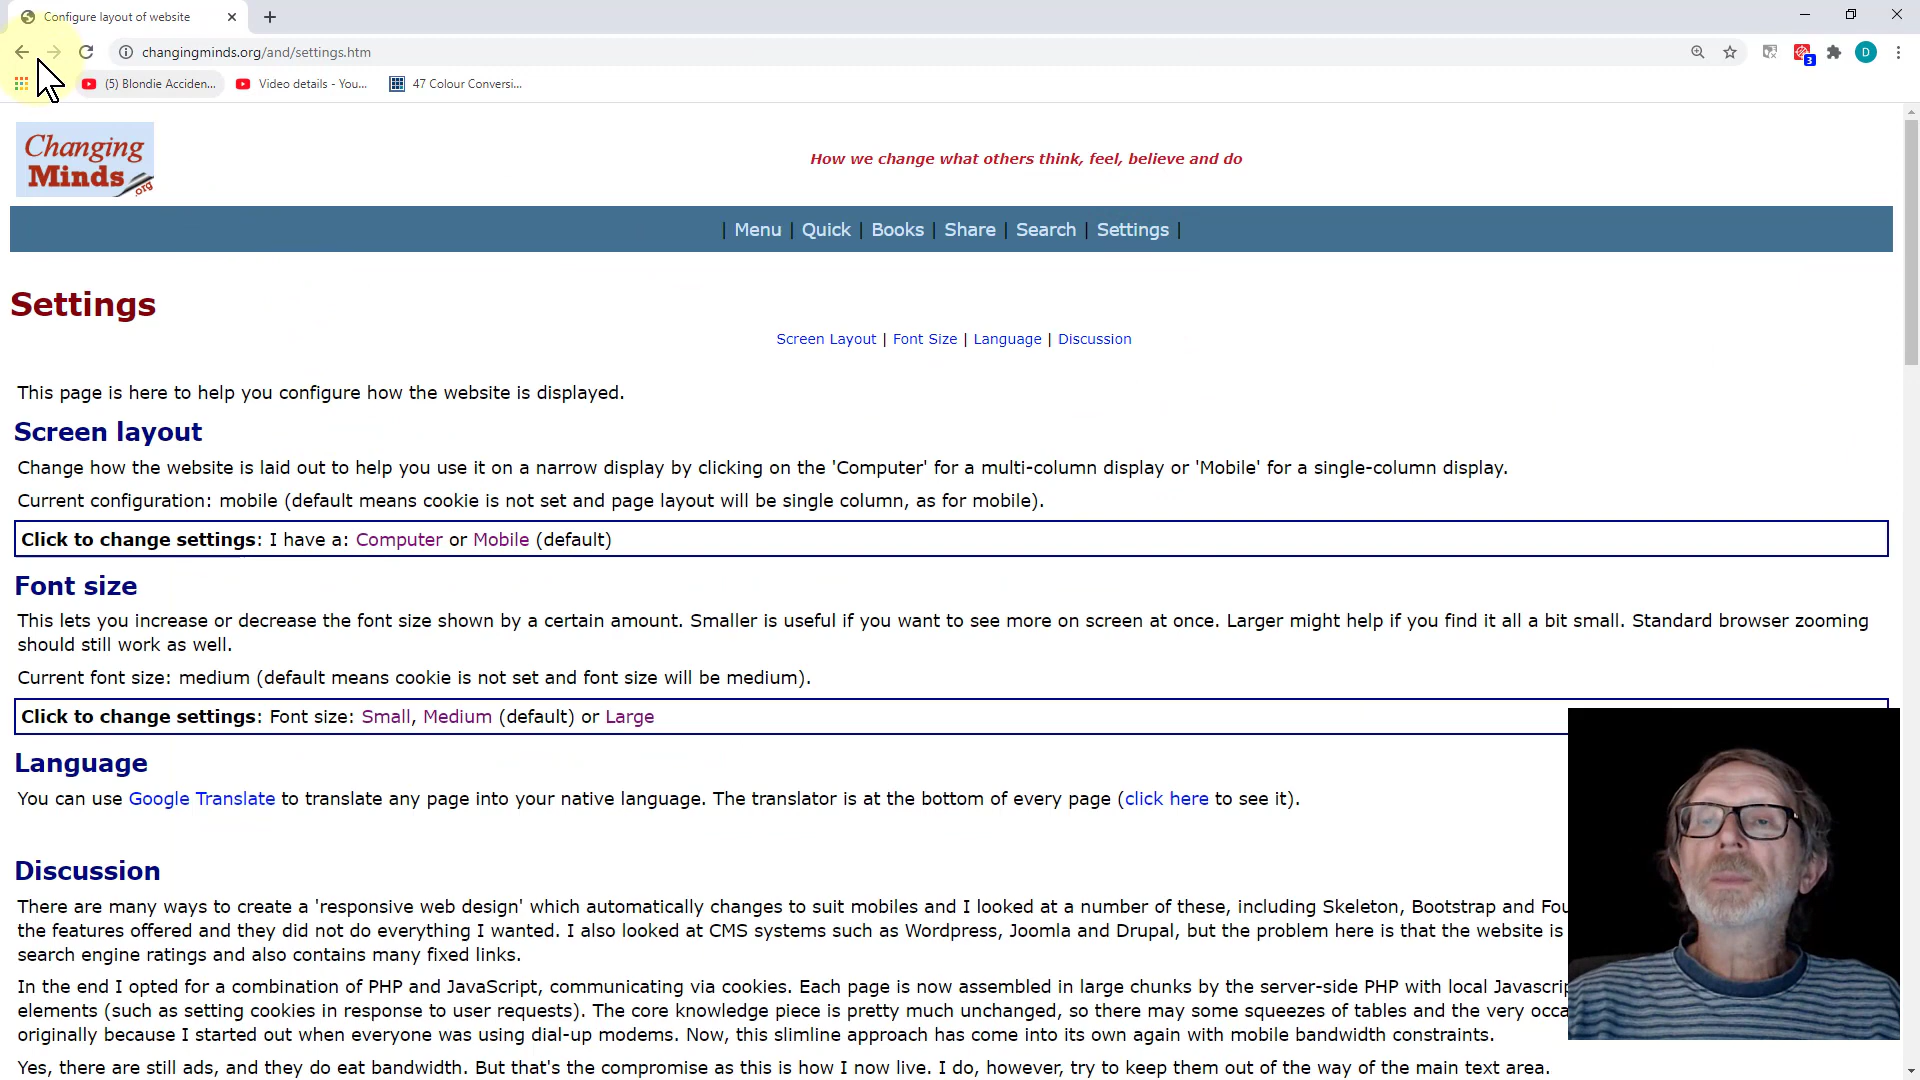 Configure layout of website
changingminds.org/and/settings.htm
3
D
(5) Blondie Acciden...
Video details - You...
47 Colour Conversi...
Changing
Minds
.org
How we change what others think, feel, believe and do
| Menu | Quick | Books | Share | Search | Settings |
Settings
Screen Layout | Font Size | Language | Discussion
This page is here to help you configure how the website is displayed.
Screen layout
Change how the website is laid out to help you use it on a narrow display by clicking on the 'Computer' for a multi-column display or 'Mobile' for a single-column display.
Current configuration: mobile (default means cookie is not set and page layout will be single column, as for mobile).
Click to change settings: I have a: Computer or Mobile (default)
Font size
This lets you increase or decrease the font size shown by a certain amount. Smaller is useful if you want to see more on screen at once. Larger might help if you find it all a bit small. Standard browser zooming
should still work as well.
Current font size: medium (default means cookie is not set and font size will be medium).
Click to change settings: Font size: Small, Medium (default) or Large
Language
You can use Google Translate to translate any page into your native language. The translator is at the bottom of every page (click here to see it).
Discussion
There are many ways to create a 'responsive web design' which automatically changes to suit mobiles and I looked at a number of these, including Skeleton, Bootstrap and
the features offered and they did not do everything I wanted. I also looked at CMS systems such as Wordpress, Joomla and Drupal, but the problem here is that the website is
search engine ratings and also contains many fixed links.
In the end I opted for a combination of PHP and JavaScript, communicating via cookies. Each page is now assembled in large chunks by the server-side PHP with local
elements (such as setting cookies in response to user requests). The core knowledge piece is pretty much unchanged, so there may some squeezes of tables and the very
originally because I started out when everyone was using dial-up modems. Now, this slimline approach has come into its own again with mobile bandwidth constraints.
Yes, there are still ads, and they do eat bandwidth. But that's the compromise as this is how I now live. I do, however, try to keep them out of the way of the main text area.